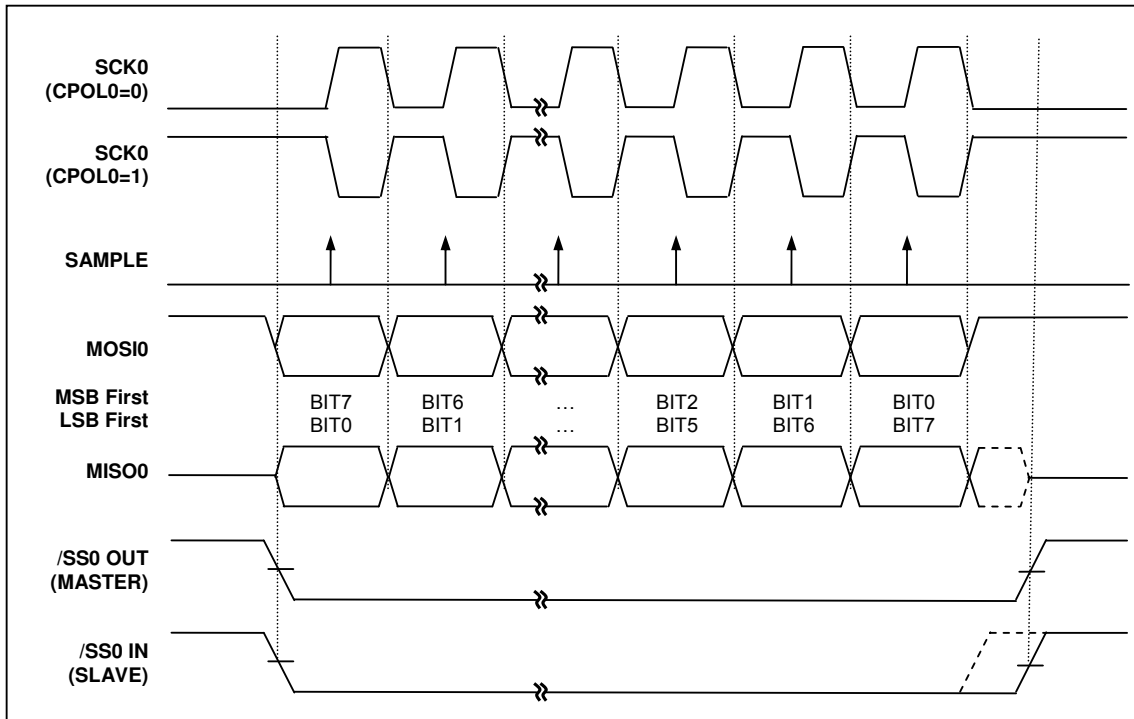 SCK0
(CPOL0=0)
SCK0
(CPOL0=1)
SAMPLE
MOSI0
MSB First
LSB First
BIT7 BIT6 ... BIT2 BIT1 BIT0
BIT0 BIT1 ... BIT5 BIT6 BIT7
MISO0
/SS0 OUT
(MASTER)
/SS0 IN
(SLAVE)